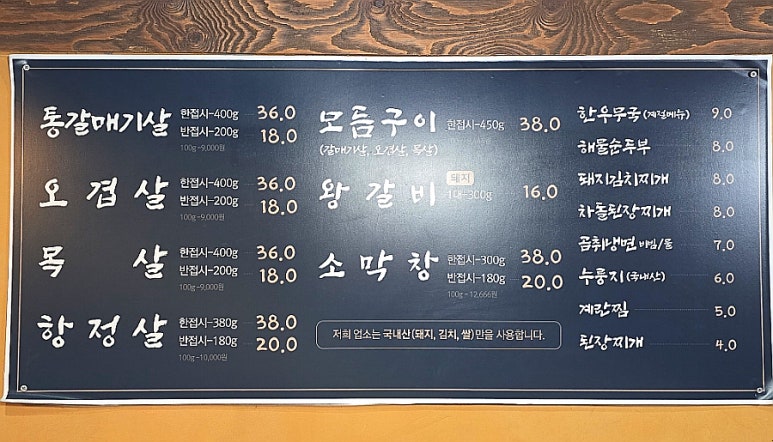 통갈매기살 한접시-400g 36.0
반접시-200g 18.0
100g-9,000원
오겹살 한접시-400g 36.0
반접시-200g 18.0
100g-9,000원
목살 한접시-400g 36.0
반접시-200g 18.0
100g-9,000원
항정살 한접시-380g 38.0
반접시-180g 20.0
100g-10,000원
모듬구이 한접시-450g 38.0
(갈매기살, 오겹살, 목살)
돼지
왕갈비 1대-300g 16.0
소막창 한접시-300g 38.0
반접시-180g 20.0
100g-12,666원
저희 업소는 국내산(돼지, 김치, 쌀)만을 사용합니다.
한우무국(계절메뉴) 9.0
해물순두부 8.0
돼지김치찌개 8.0
차돌된장찌개 8.0
곰취냉면 비빔/물 7.0
누룽지(국내산) 6.0
계란찜 5.0
된장찌개 4.0